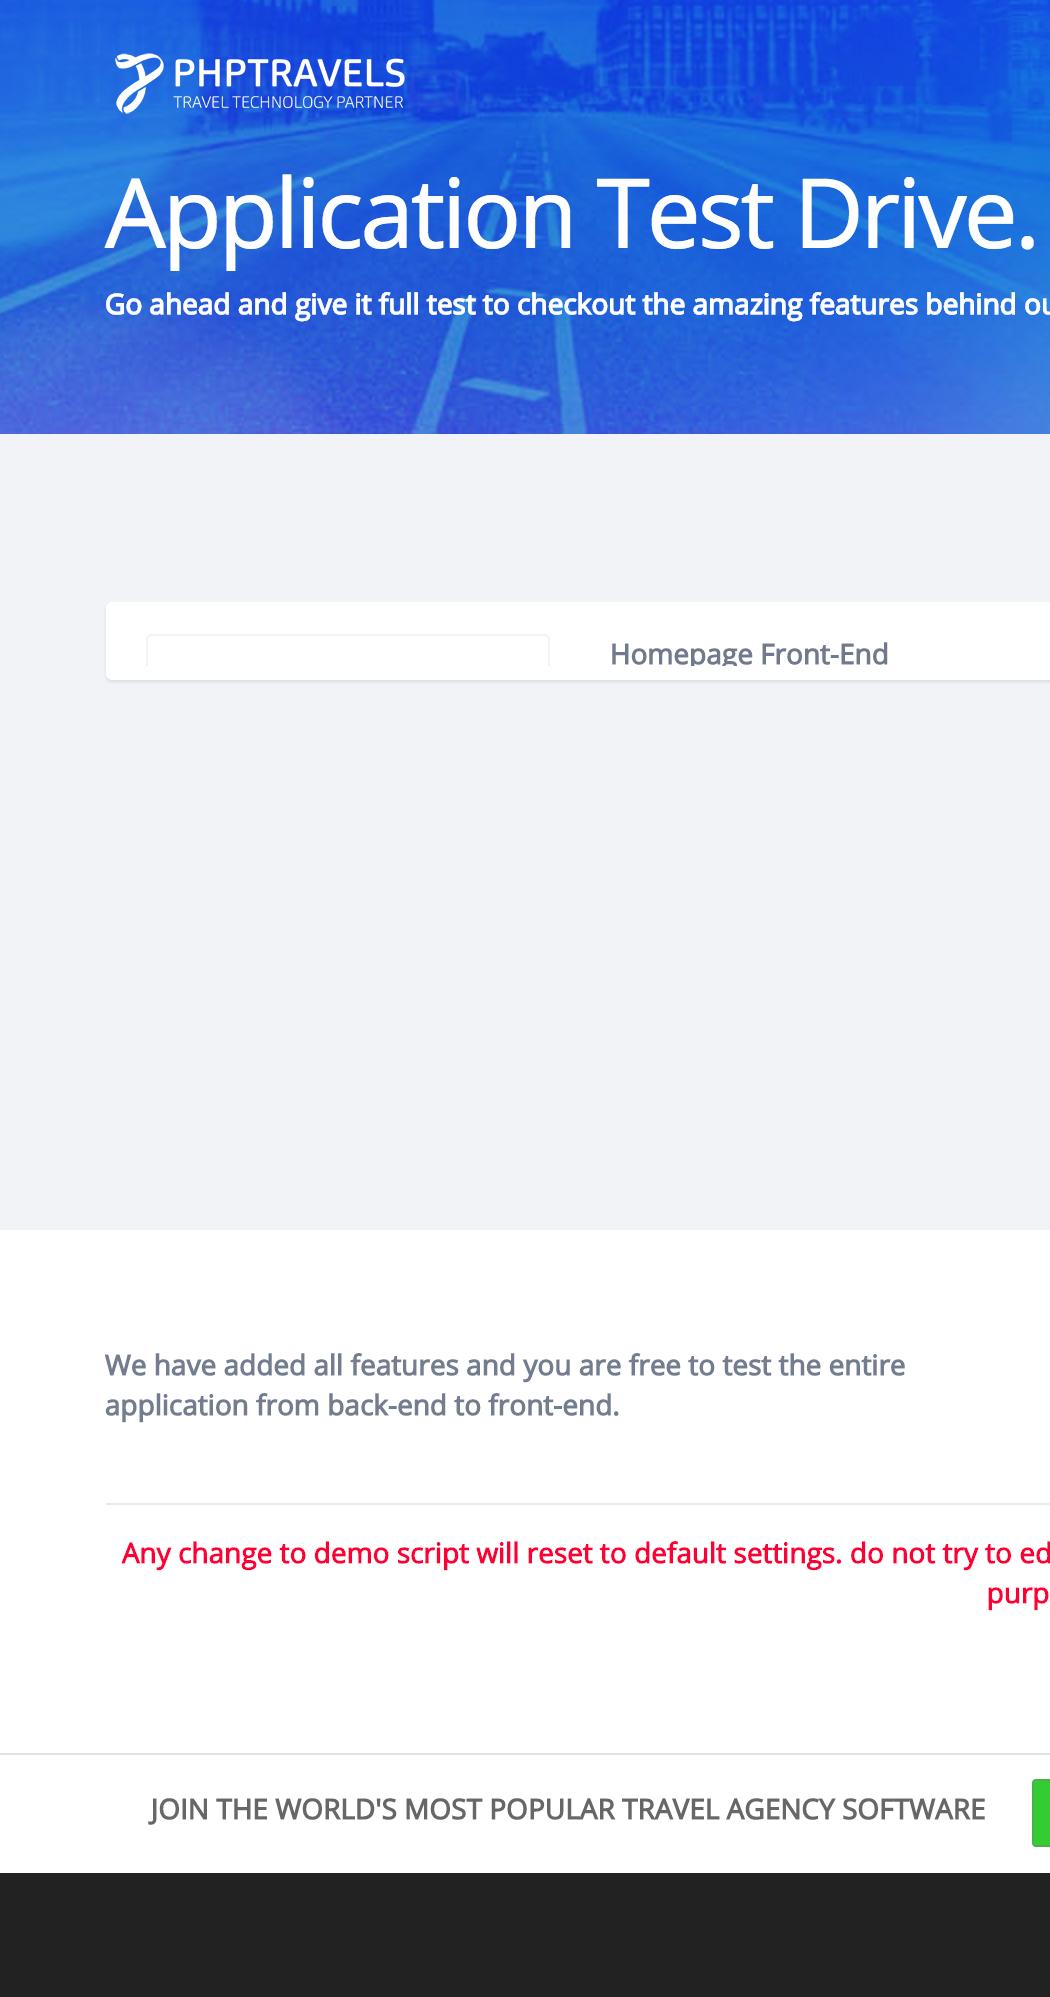 PHPTRAVELS
TRAVEL TECHNOLOGY PARTNER
Application Test Drive.
Go ahead and give it full test to checkout the amazing features behind
Homepage Front-End
We have added all features and you are free to test the entire
application from back-end to front-end.
Any change to demo script will reset to default settings. do not try to
JOIN THE WORLD'S MOST POPULAR TRAVEL AGENCY SOFTWARE